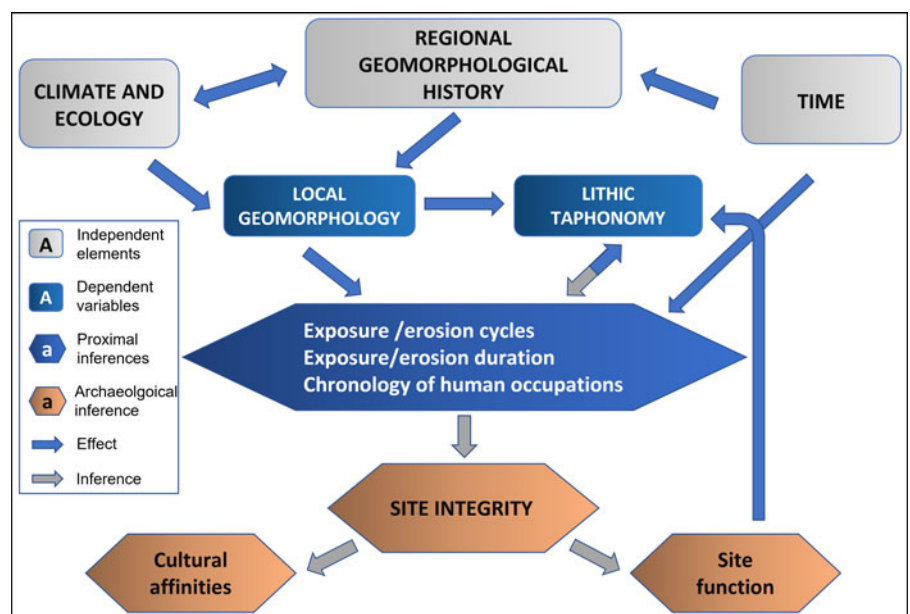 REGIONAL
GEOMORPHOLOGICAL
HISTORY
CLIMATE AND
ECOLOGY
TIME
LOCAL
GEOMORPHOLOGY
LITHIC
TAPHONOMY
A
Independent
elements
A
Dependent
variables
a
Proximal
inferences
a
Archaelgoical
inference
Effect
Inference
Exposure /erosion cycles
Exposure/erosion duration
Chronology of human occupations
SITE INTEGRITY
Cultural
affinities
Site
function